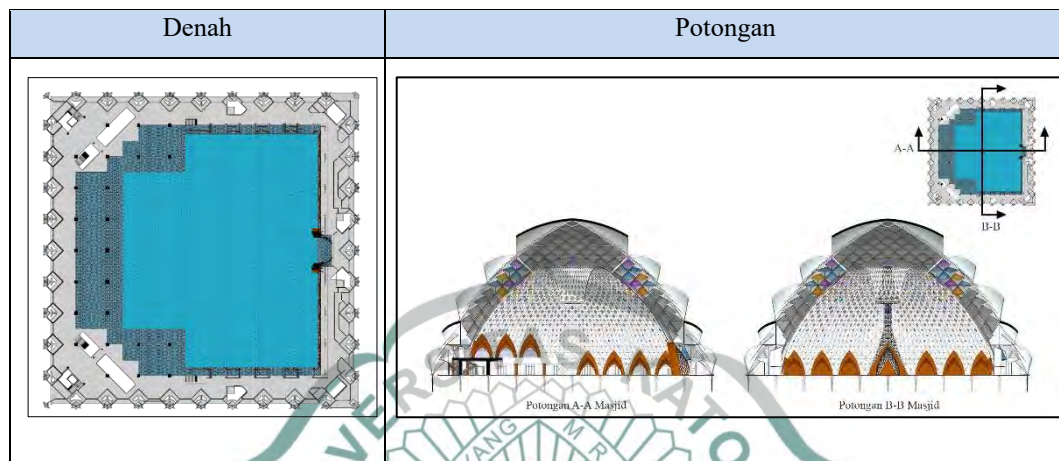 Denah
Potongan
A-A
B-B
Potongan A-A Masjid
Potongan B-B Masjid